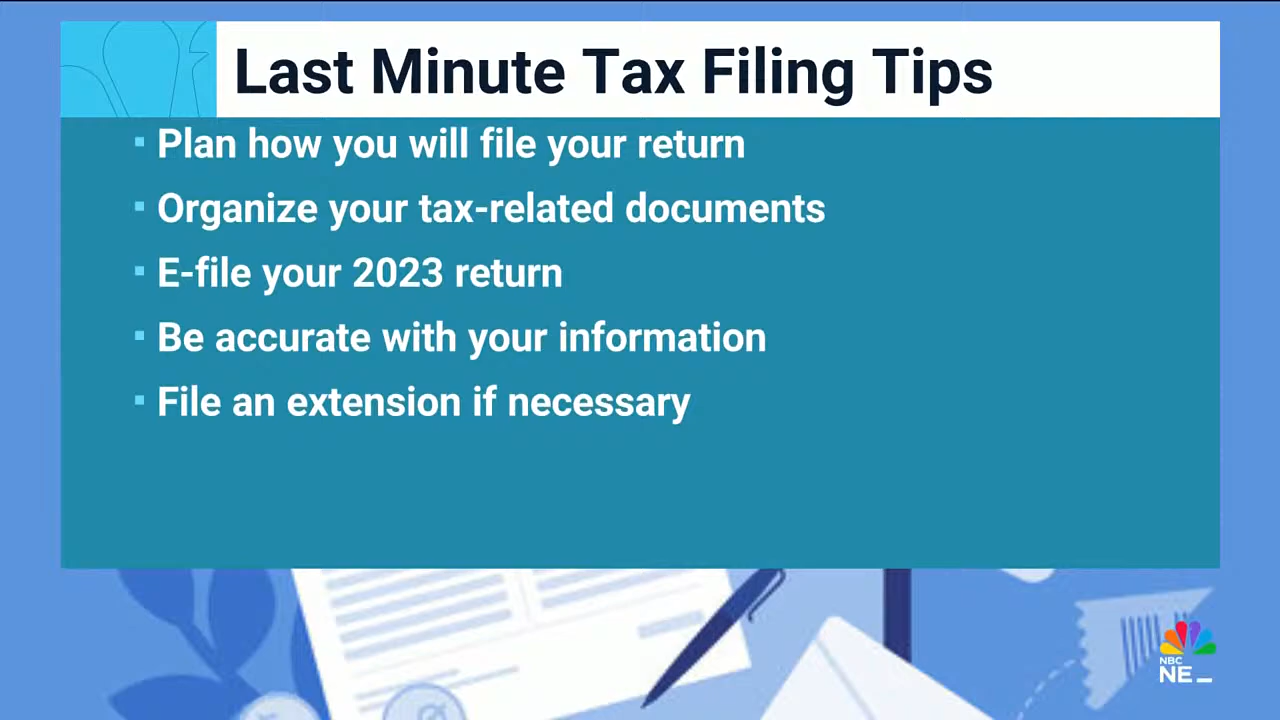 Last Minute Tax Filing Tips
Plan how you will file your return
Organize your tax-related documents
E-file your 2023 return
Be accurate with your information
File an extension if necessary
NBC
NE_